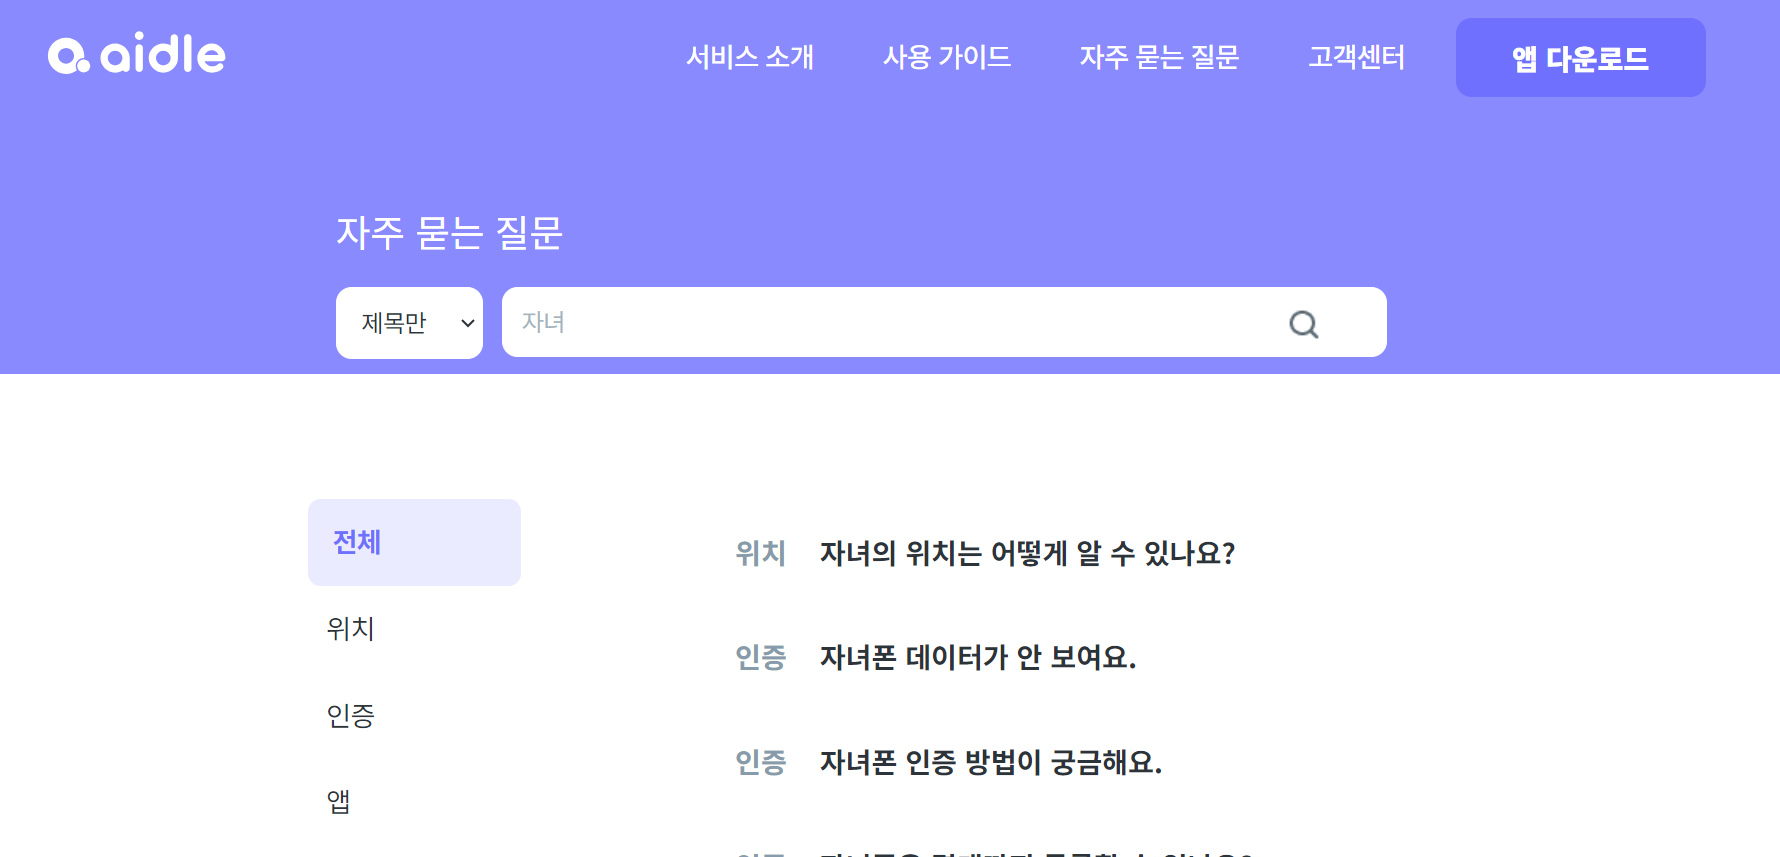 aidle
서비스 소개
사용 가이드
자주 묻는 질문
고객센터
앱 다운로드
자주 묻는 질문
제목만
자녀
전체
위치
인증
앱
위치 자녀의 위치는 어떻게 알 수 있나요?
인증 자녀폰 데이터가 안 보여요.
인증 자녀폰 인증 방법이 궁금해요.